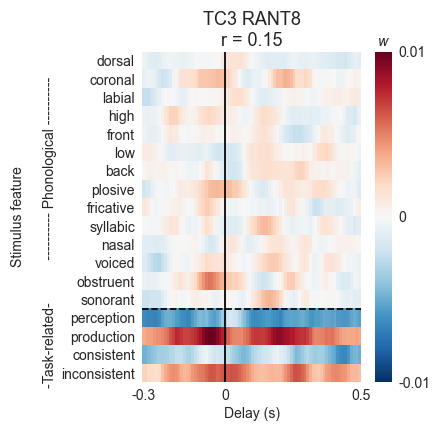 TC3 RANT8
r = 0.15
w
dorsal
coronal
labial
high
front
low
back
plosive
fricative
syllabic
nasal
voiced
obstruent
sonorant
perception
production
consistent
inconsistent
Stimulus feature
-Task-related- ---------- Phonological ----------
0.01
0
-0.01
-0.3 0 0.5
Delay (s)